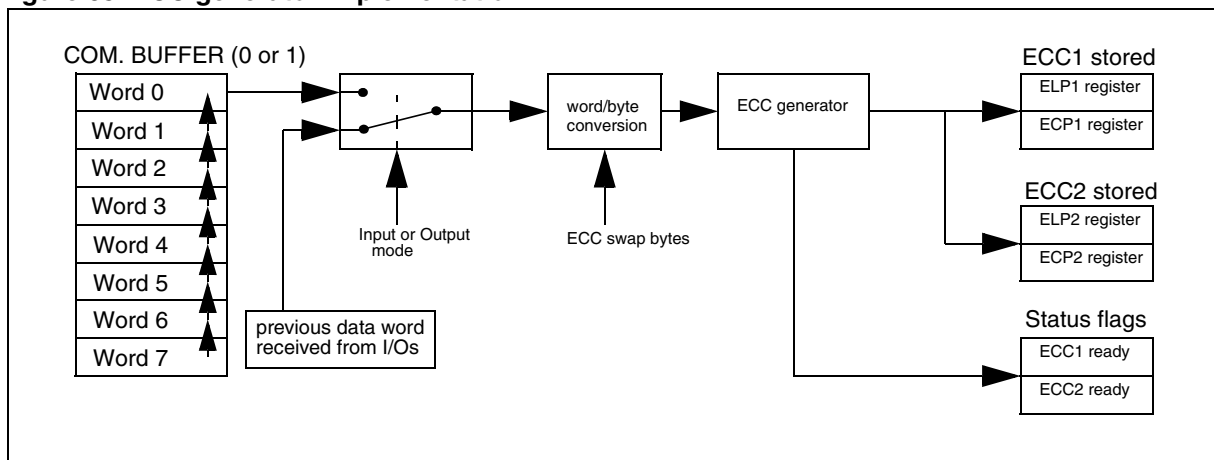 COM. BUFFER (0 or 1)
Word 0
Word 1
Word 2
Word 3
Word 4
Word 5
Word 6
Word 7
previous data word
received from I/Os
Input or Output
mode
word/byte
conversion
ECC swap bytes
ECC generator
ECC1 stored
ELP1 register
ECP1 register
ECC2 stored
ELP2 register
ECP2 register
Status flags
ECC1 ready
ECC2 ready